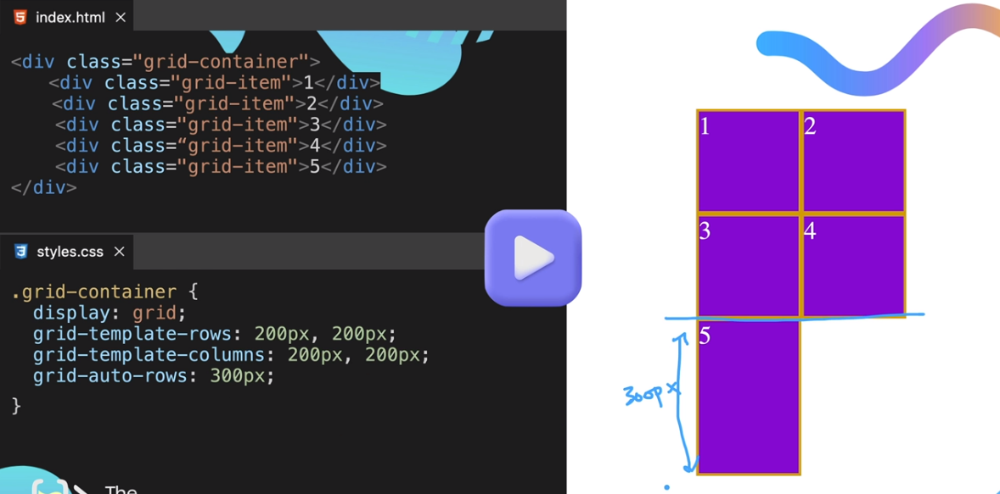 index.html
<div class="grid-container">
<div class="grid-item">1</div>
<div class="grid-item">2</div>
<div class="grid-item">3</div>
<div class=“grid-item">4</div>
<div class="grid-item">5</div>
</div>
styles.css
.grid-container {
display: grid;
grid-template-rows: 200px, 200px;
grid-template-columns: 200px, 200px;
grid-auto-rows: 300px;
}
The
1 2
3 4
5
300px